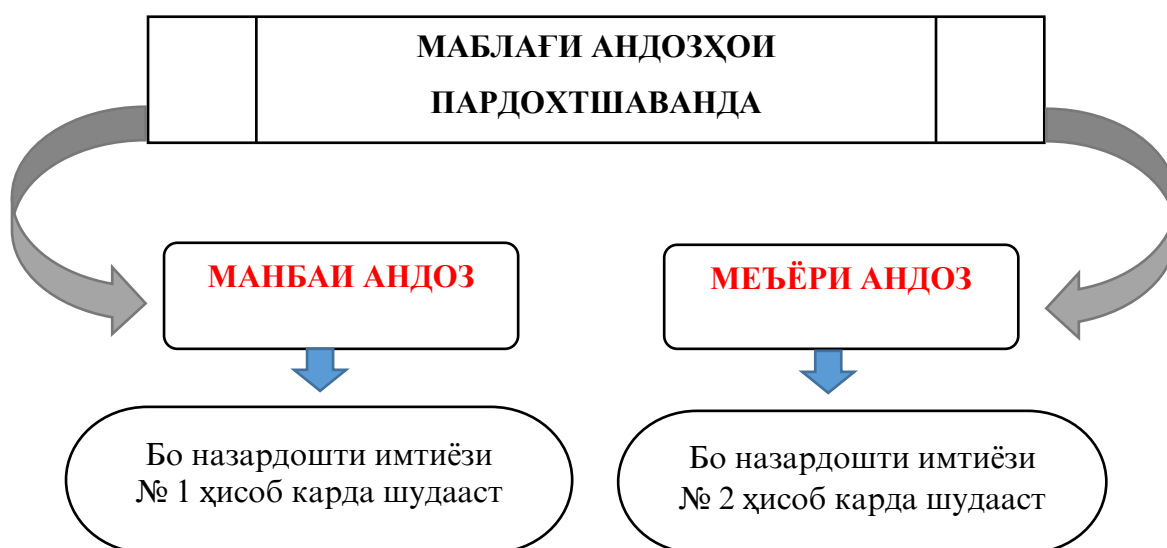 МАБЛАҒИ АНДОЗҲОИ
ПАРДОХТШАВАНДА
МАНБАИ АНДОЗ
МЕЪЁРИ АНДОЗ
Бо назардошти имтиёзи
№ 1 ҳисоб карда шудааст
Бо назардошти имтиёзи
№ 2 ҳисоб карда шудааст